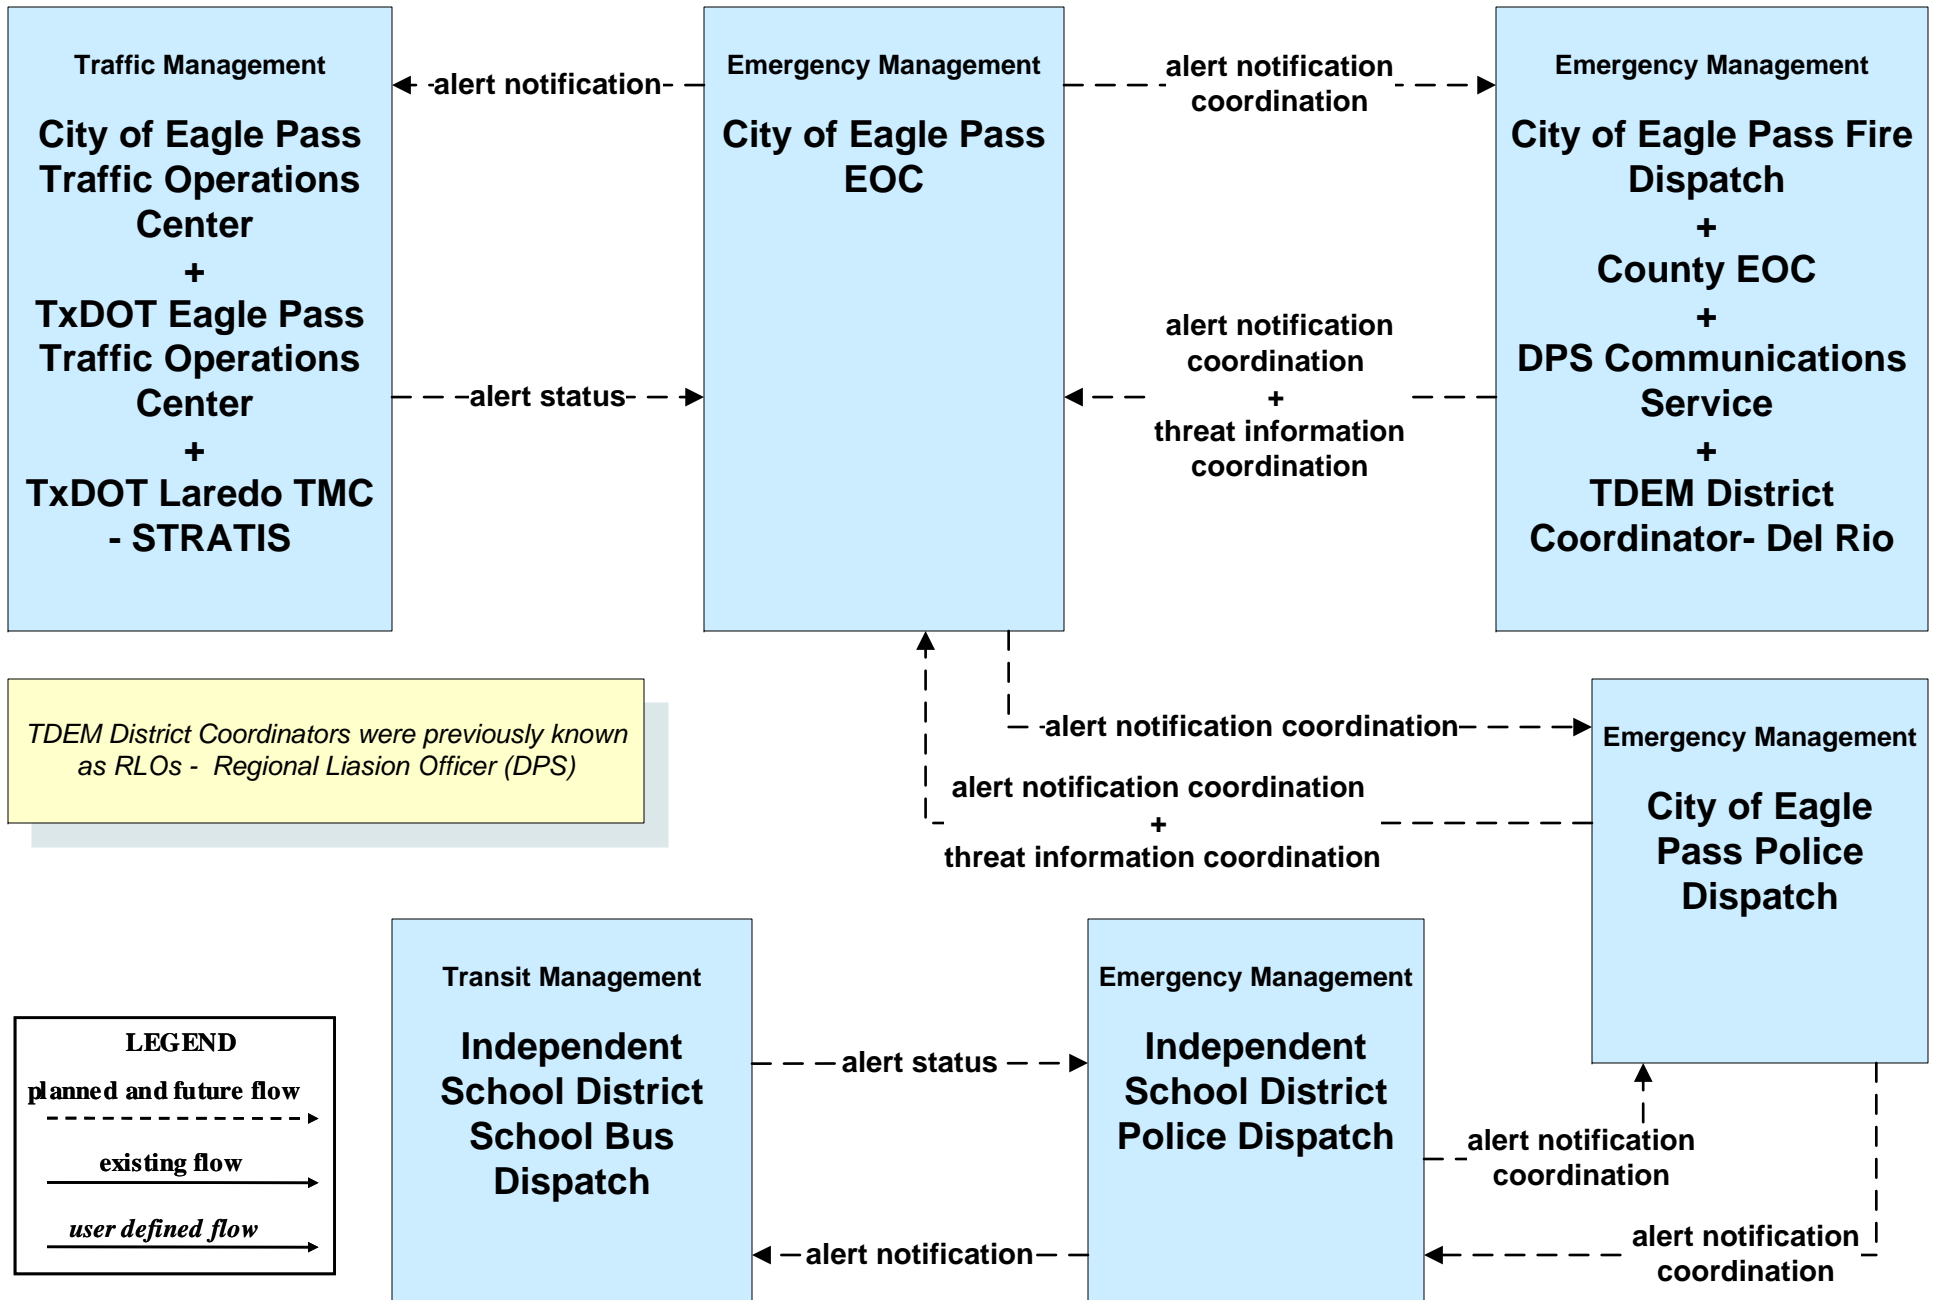 Traffic Management
City of Eagle Pass
Traffic Operations
Center
+
TxDOT Eagle Pass
Traffic Operations
Center
+
TxDOT Laredo TMC
- STRATIS
alert notification
alert status
Emergency Management
City of Eagle Pass
EOC
alert notification
coordination
alert notification
coordination
+
threat information
coordination
Emergency Management
City of Eagle Pass Fire
Dispatch
+
County EOC
+
DPS Communications
Service
+
TDEM District
Coordinator- Del Rio
TDEM District Coordinators were previously known
as RLOs - Regional Liasion Officer (DPS)
alert notification coordination
alert notification coordination
+
threat information coordination
Emergency Management
City of Eagle
Pass Police
Dispatch
LEGEND
planned and future flow
existing flow
user defined flow
Transit Management
Independent
School District
School Bus
Dispatch
alert status
alert notification
Emergency Management
Independent
School District
Police Dispatch
alert notification
coordination
alert notification
coordination